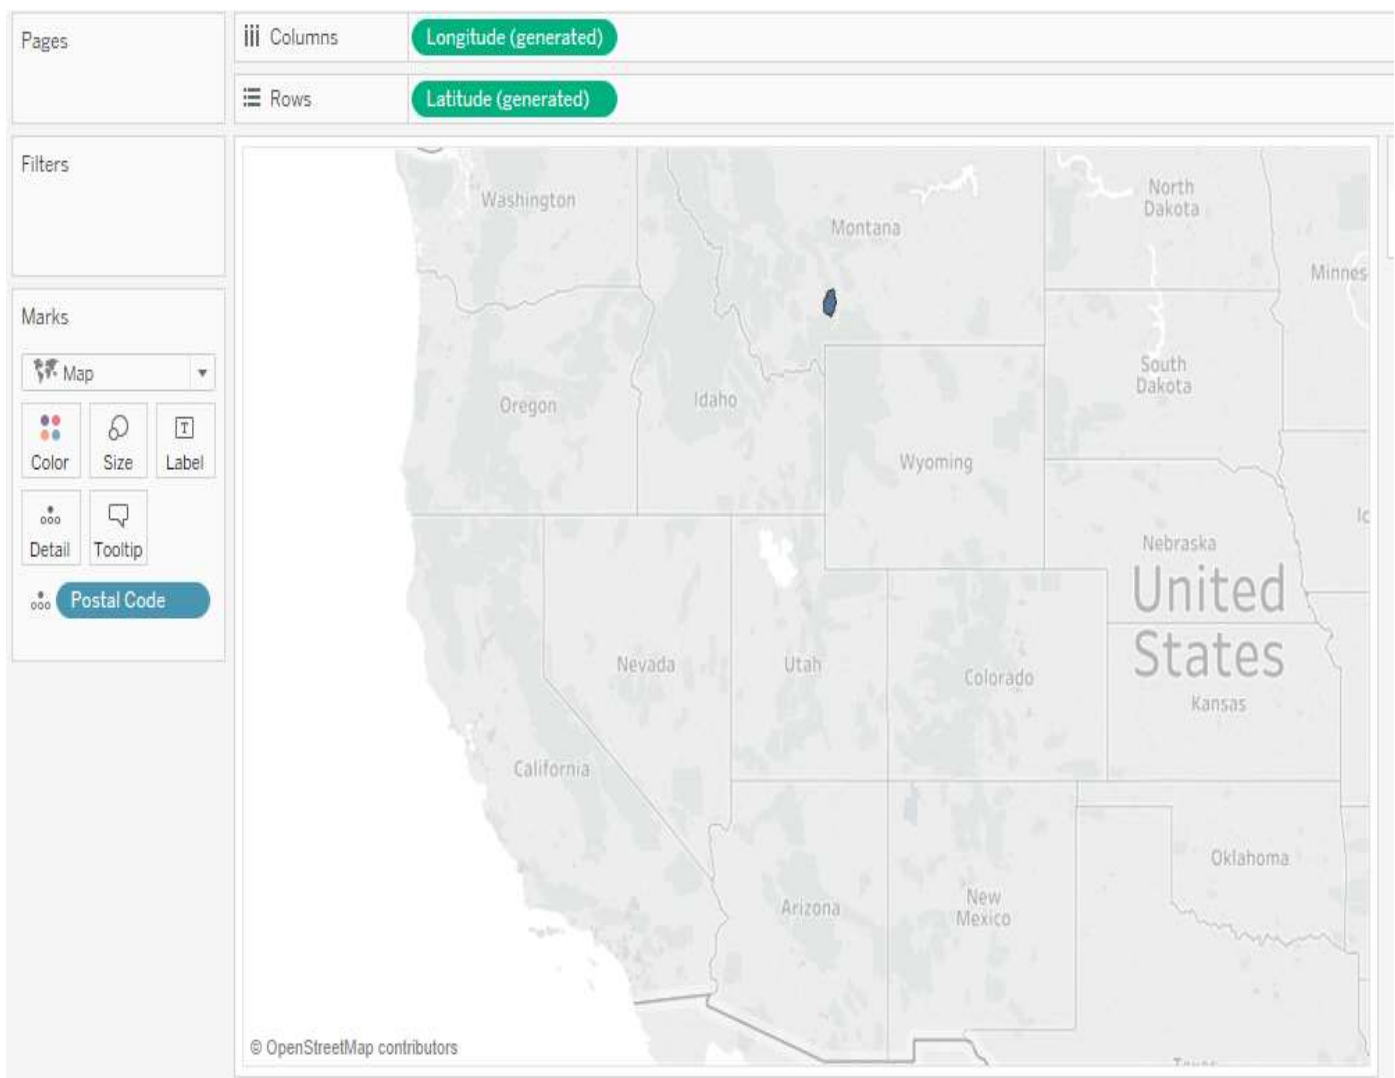 Pages
Columns
Longitude (generated)
Rows
Latitude (generated)
Filters
Marks
Map
Color
Size
T
Label
Detail
Tooltip
Postal Code
Washington
Montana
North
Dakota
Minnes
South
Dakota
Oregon
Idaho
Wyoming
Nebraska
United
States
Kansas
Nevada
Utah
Colorado
California
Oklahoma
Arizona
New
Mexico
© OpenStreetMap contributors